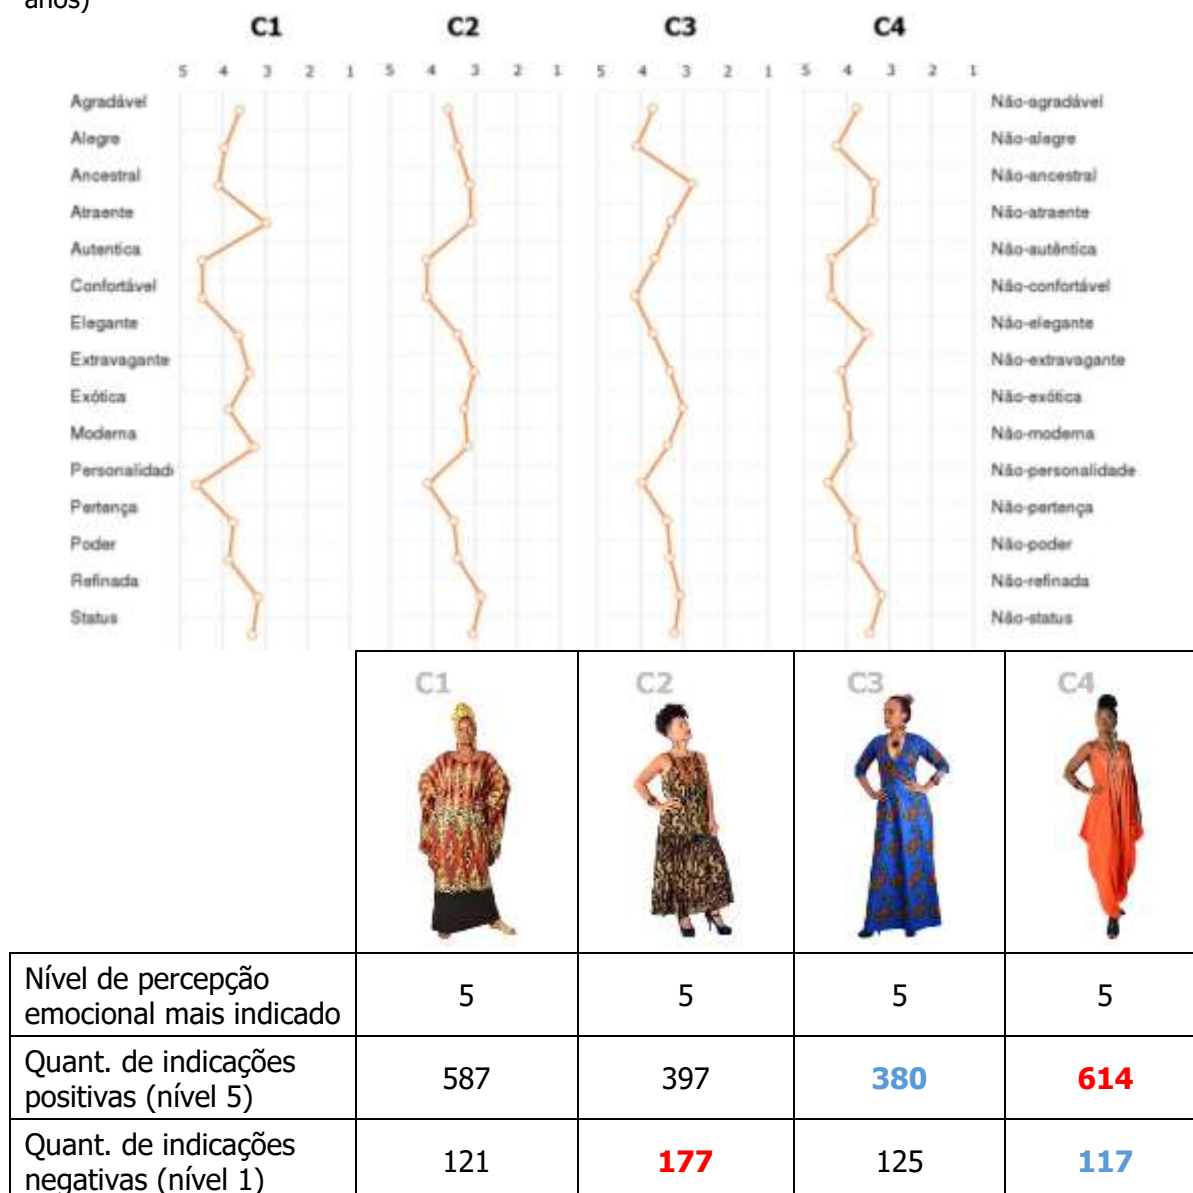 anos)
C1 C2 C3 C4
5 4 3 2 1 5 4 3 2 1 5 4 3 2 1 5 4 3 2 1
Agradável Não-agradável
Alegre Não-alegre
Ancestral Não-ancestral
Atraente Não-atraente
Autentica Não-autêntica
Confortável Não-confortável
Elegante Não-elegante
Extravagante Não-extravagante
Exótica Não-exótica
Moderna Não-moderna
Personalidad Não-personalidade
Pertença Não-pertença
Poder Não-poder
Refinada Não-refinada
Status Não-status
C1 C2 C3 C4
Nível de percepção
emocional mais indicado 5 5 5 5
Quant. de indicações
positivas (nível 5) 587 397 380 614
Quant. de indicações
negativas (nível 1) 121 177 125 117